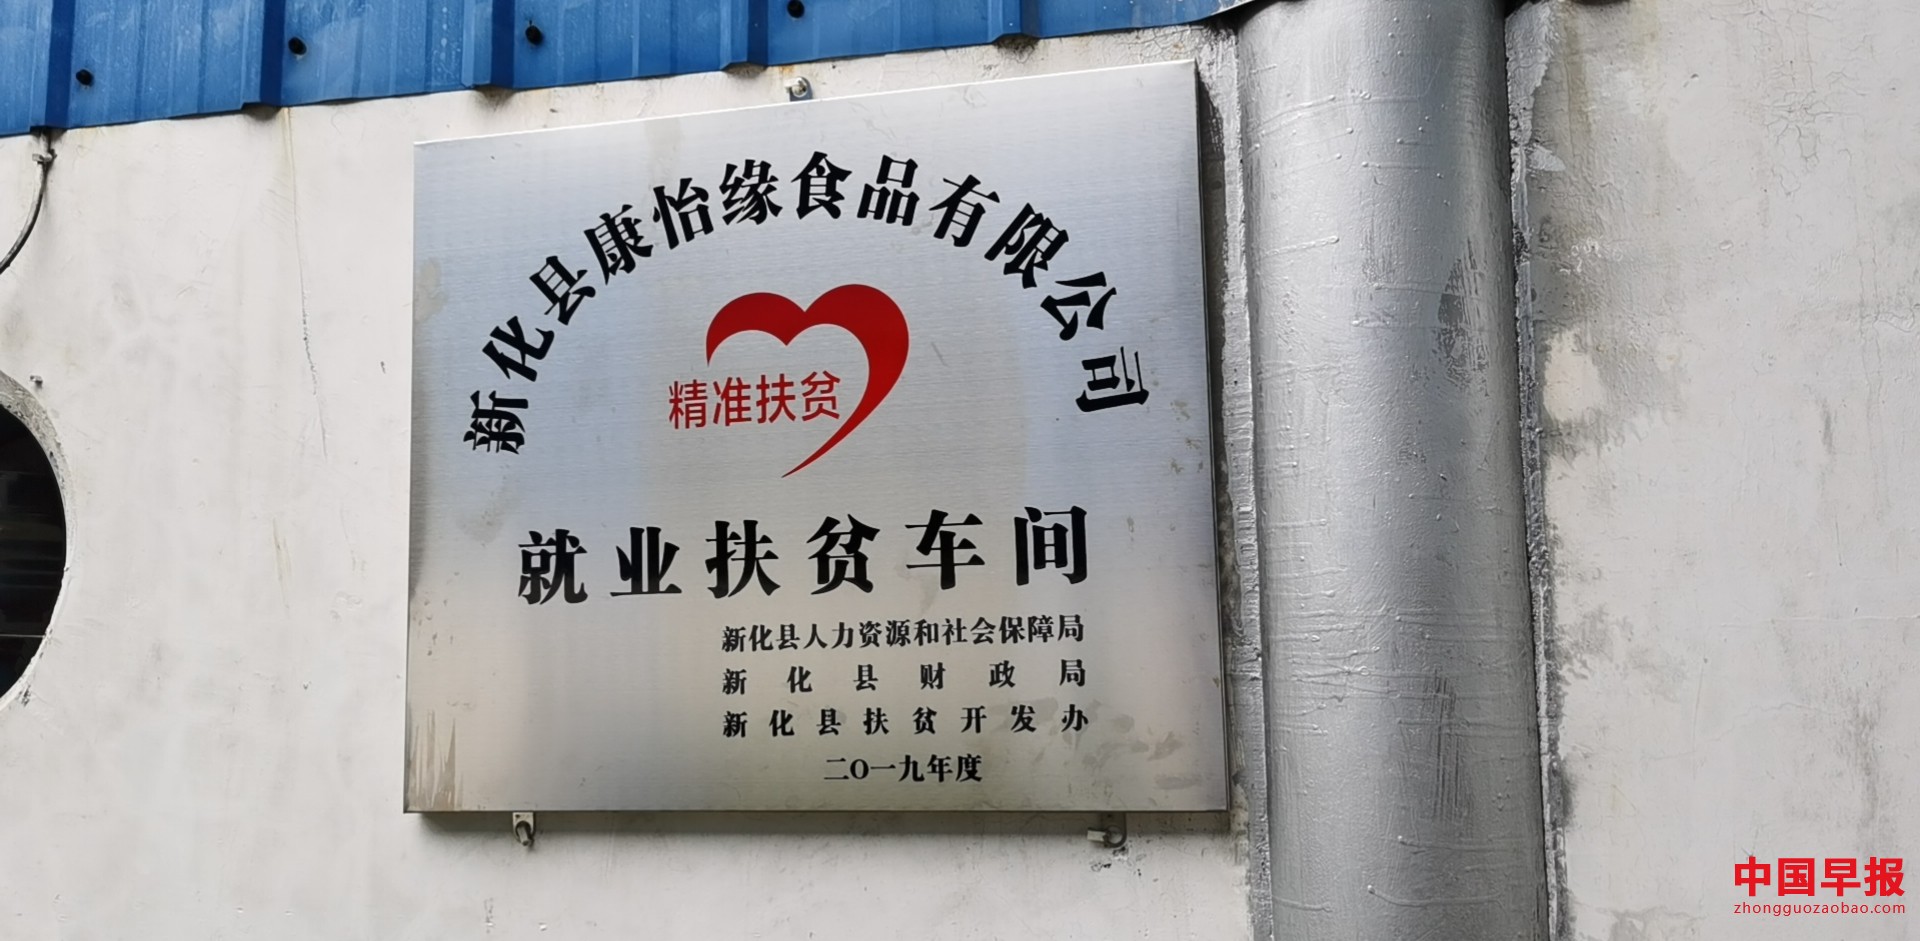 新化县康怡缘食品有限公司
精准扶贫
就业扶贫车间
新化县人力资源和社会保障局
新化县财政局
新化县扶贫开发办
二O一九年度
中国早报
zhongguozaobao.com